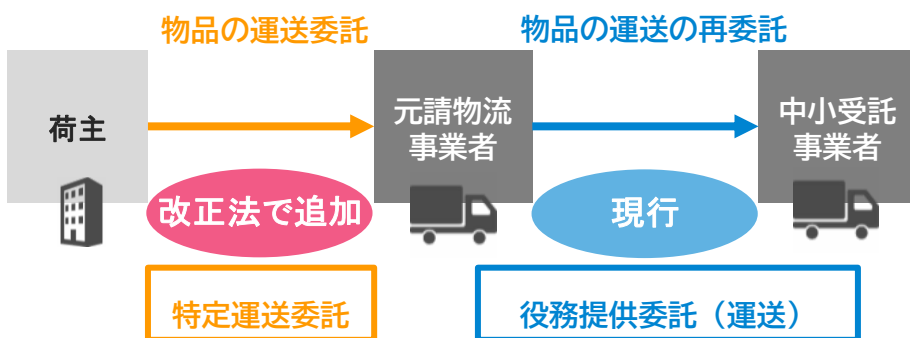 物品の運送委託
物品の運送の再委託
荷主
元請物流
事業者
中小受託
事業者
改正法で追加
現行
特定運送委託
役務提供委託（運送）